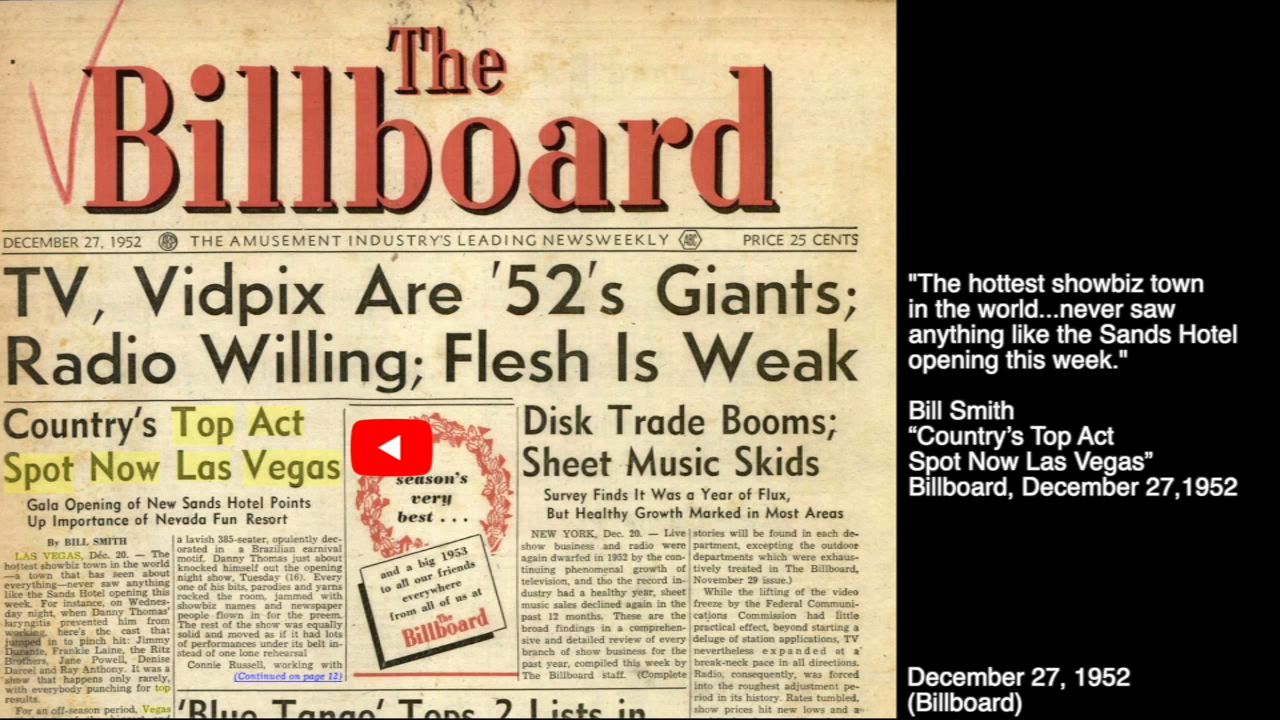 The
Billboard
DECEMBER 27, 1952
THE AMUSEMENT INDUSTRY'S LEADING NEWSWEEKLY
ABC
PRICE 25 CENTS
TV, Vidpix Are '52's Giants;
Radio Willing; Flesh Is Weak
Country's Top Act
Spot Now Las Vegas
Gala Opening of New Sands Hotel Points
Up Importance of Nevada Fun Resort
By BILL SMITH
LAS VEGAS, Dec. 20. — The
hottest showbiz town in the world
—a town that has seen about
everything—never saw anything
like the Sands Hotel opening this
week. For instance, on Wednes-
day night, when Danny Thomas'
laryngitis prevented him from
working, here's the cast that
jumped in to pinch hit: Jimmy
Durante, Frankie Laine, the Ritz
Brothers, Jane Powell, Denise
Darcel and Ray Anthony. It was a
show that happens only rarely,
with everybody punching for top
results.
For an off-season period, Vegas
a lavish 385-seater, opulently dec-
orated in a Brazilian carnival
motif. Danny Thomas just about
knocked himself out the opening
night show, Tuesday (16). Every
one of his bits, parodies and yarns
rocked the room, jammed with
showbiz names and newspaper
people flown in for the preem.
The rest of the show was equally
solid and moved as if it had lots
of performances under its belt in-
stead of one lone rehearsal
Connie Russell, working with
(Continued on page 12)
season's
very
best . . .
and a big 1953
to all our friends
everywhere
from all of us at
Billboard
Disk Trade Booms;
Sheet Music Skids
Survey Finds It Was a Year of Flux,
But Healthy Growth Marked in Most Areas
NEW YORK, Dec. 20. — Live
show business and radio were
again dwarfed in 1952 by the con-
tinuing phenomenal growth of
television, and tho the record in-
dustry had a healthy year, sheet
music sales declined again in the
past 12 months. These are the
broad findings in a comprehen-
sive and detailed review of every
branch of show business for the
past year, compiled this week by
The Billboard staff. (Complete
stories will be found in each de-
partment, excepting the outdoor
departments which were exhaus-
tively treated in The Billboard,
November 29 issue.)
While the lifting of the video
freeze by the Federal Communi-
cations Commission had little
practical effect, beyond starting a
deluge of station applications, TV
nevertheless expanded at a
break-neck pace in all directions.
Radio, consequently, was forced
into the roughest adjustment pe-
riod in its history. Rates tumbled,
show prices hit new lows and a-
'Blue Tango' Tops 2 Lists in
"The hottest showbiz town
in the world...never saw
anything like the Sands Hotel
opening this week."
Bill Smith
“Country’s Top Act
Spot Now Las Vegas”
Billboard, December 27,1952
December 27, 1952
(Billboard)